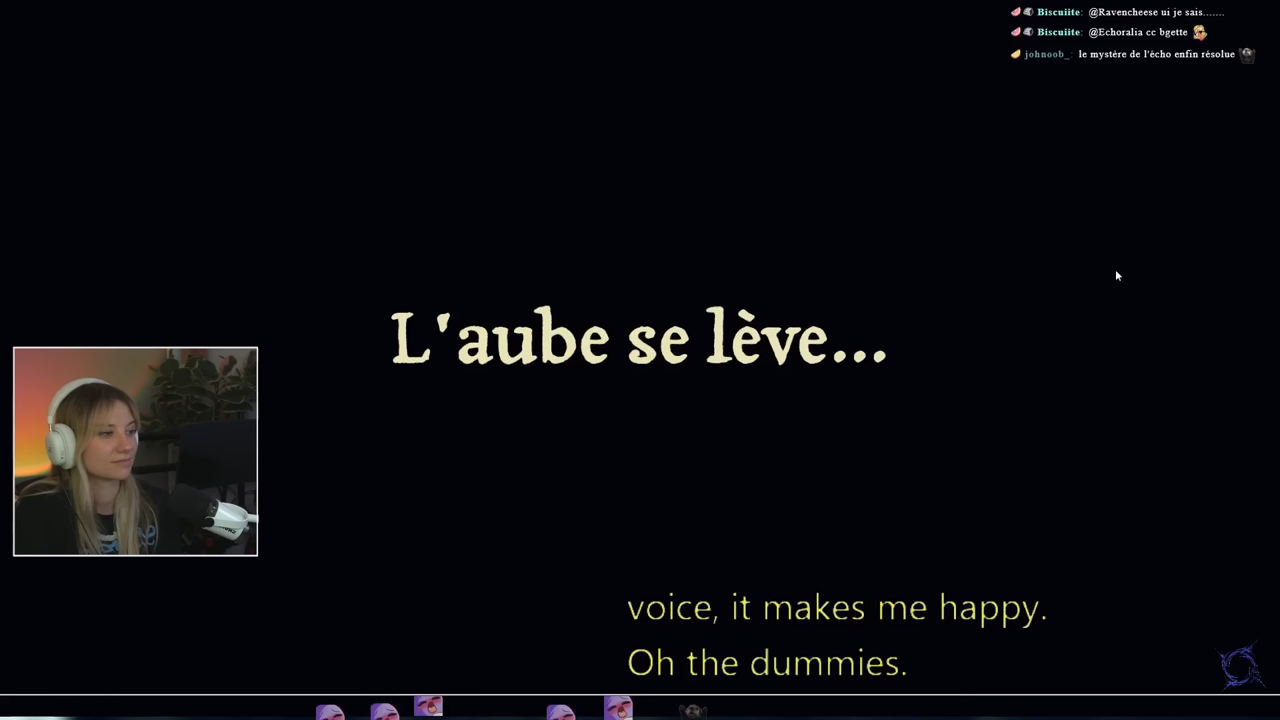 Biscuiite: @Ravencheese ui je sais.......
Biscuiite: @Echoralia cc bgette
johnoob_: le mystère de l'écho enfin résolue
L'aube se lève...
voice, it makes me happy.
Oh the dummies.